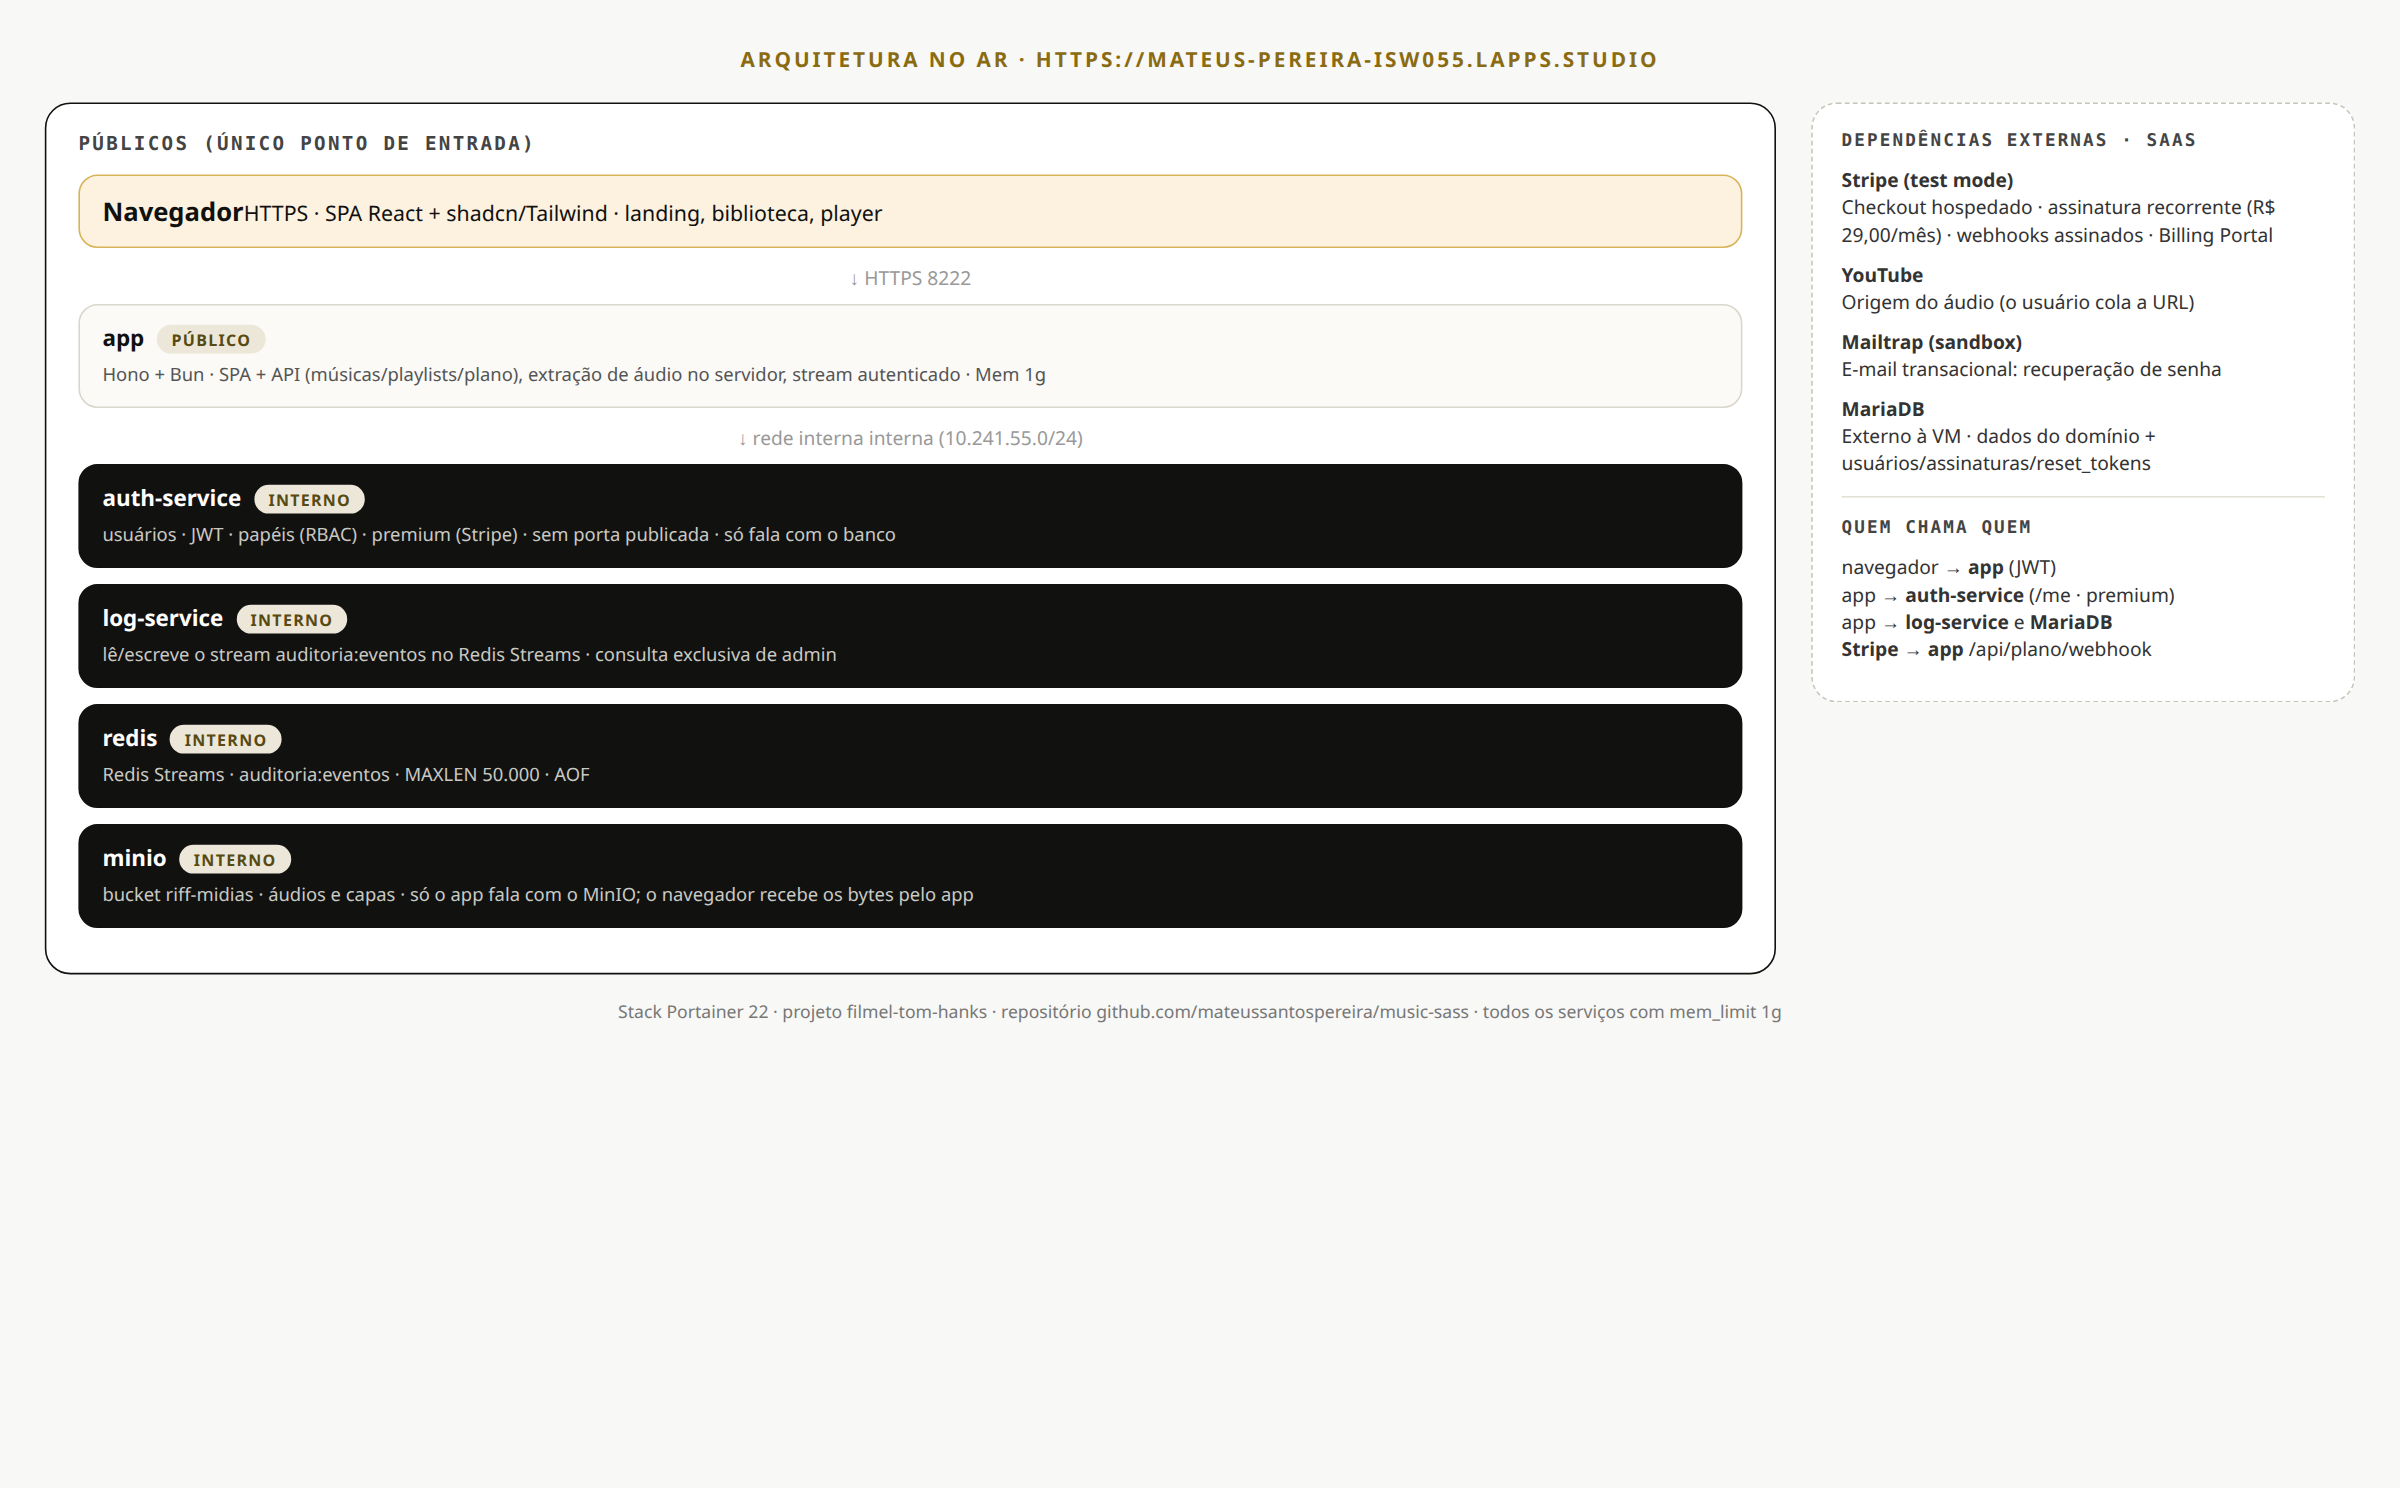 ARQUITETURA NO AR · HTTPS://MATEUS-PEREIRA-ISW055.LAPPS.STUDIO
PÚBLICOS (ÚNICO PONTO DE ENTRADA)
NavegadorHTTPS · SPA React + shadcn/Tailwind · landing, biblioteca, player
↓ HTTPS 8222
app PÚBLICO
Hono + Bun · SPA + API (músicas/playlists/plano), extração de áudio no servidor, stream autenticado · Mem 1g
↓ rede interna interna (10.241.55.0/24)
auth-service INTERNO
usuários · JWT · papéis (RBAC) · premium (Stripe) · sem porta publicada · só fala com o banco
log-service INTERNO
lê/escreve o stream auditoria:eventos no Redis Streams · consulta exclusiva de admin
redis INTERNO
Redis Streams · auditoria:eventos · MAXLEN 50.000 · AOF
minio INTERNO
bucket riff-midias · áudios e capas · só o app fala com o MinIO; o navegador recebe os bytes pelo app
DEPENDÊNCIAS EXTERNAS · SAAS
Stripe (test mode)
Checkout hospedado · assinatura recorrente (R$
29,00/mês) · webhooks assinados · Billing Portal
YouTube
Origem do áudio (o usuário cola a URL)
Mailtrap (sandbox)
E-mail transacional: recuperação de senha
MariaDB
Externo à VM · dados do domínio +
usuários/assinaturas/reset_tokens
QUEM CHAMA QUEM
navegador → app (JWT)
app → auth-service (/me · premium)
app → log-service e MariaDB
Stripe → app /api/plano/webhook
Stack Portainer 22 · projeto filmel-tom-hanks · repositório github.com/mateussantospereira/music-sass · todos os serviços com mem_limit 1g